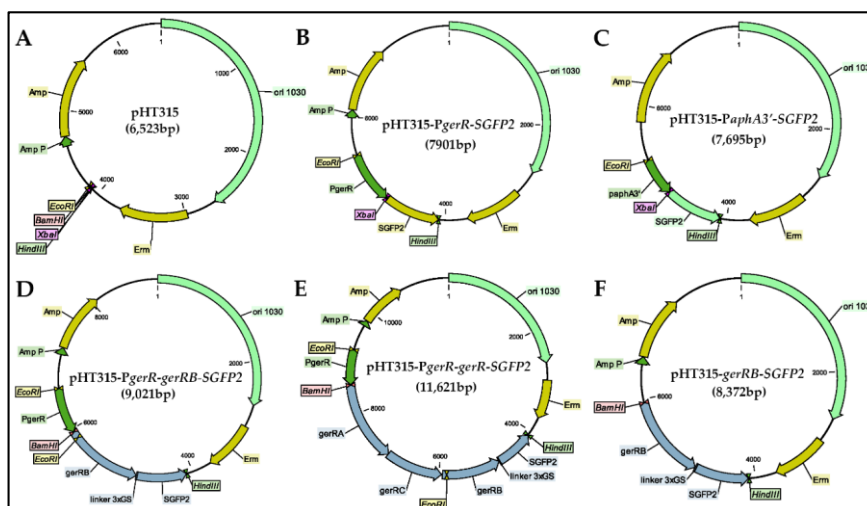 A
B
C
6000
1
1000
ori 1030
Amp
5000
pHT315
(6,523bp)
Amp P
2000
4000
3000
EcoRI
BamHI
XbaI
HindIII
Erm
1
Amp
ori 1030
Amp P
6000
pHT315-PgerR-SGFP2
(7901bp)
2000
EcoRI
PgerR
XbaI
SGFP2
4000
HindIII
Erm
1
Amp
ori 1030
6000
pHT315-PaphA3'-SGFP2
(7,695bp)
2000
EcoRI
paphA3'
XbaI
SGFP2
4000
HindIII
Erm
D
E
F
1
Amp
8000
ori 1030
Amp P
pHT315-PgerR-gerRB-SGFP2
(9,021bp)
2000
EcoRI
PgerR
6000
BamHI
EcoRI
gerRB
4000
Erm
linker 3xGS
SGFP2
HindIII
1
Amp
ori 1030
Amp P
10000
EcoRI
2000
PgerR
pHT315-PgerR-gerR-SGFP2
(11,621bp)
BamHI
8000
Erm
4000
HindIII
gerRA
SGFP2
linker 3xGS
gerRC
6000
gerRB
EcoRI
1
Amp
ori 1030
Amp P
pHT315-gerRB-SGFP2
(8,372bp)
2000
BamHI
6000
gerRB
Erm
linker 3xGS
4000
SGFP2
HindIII